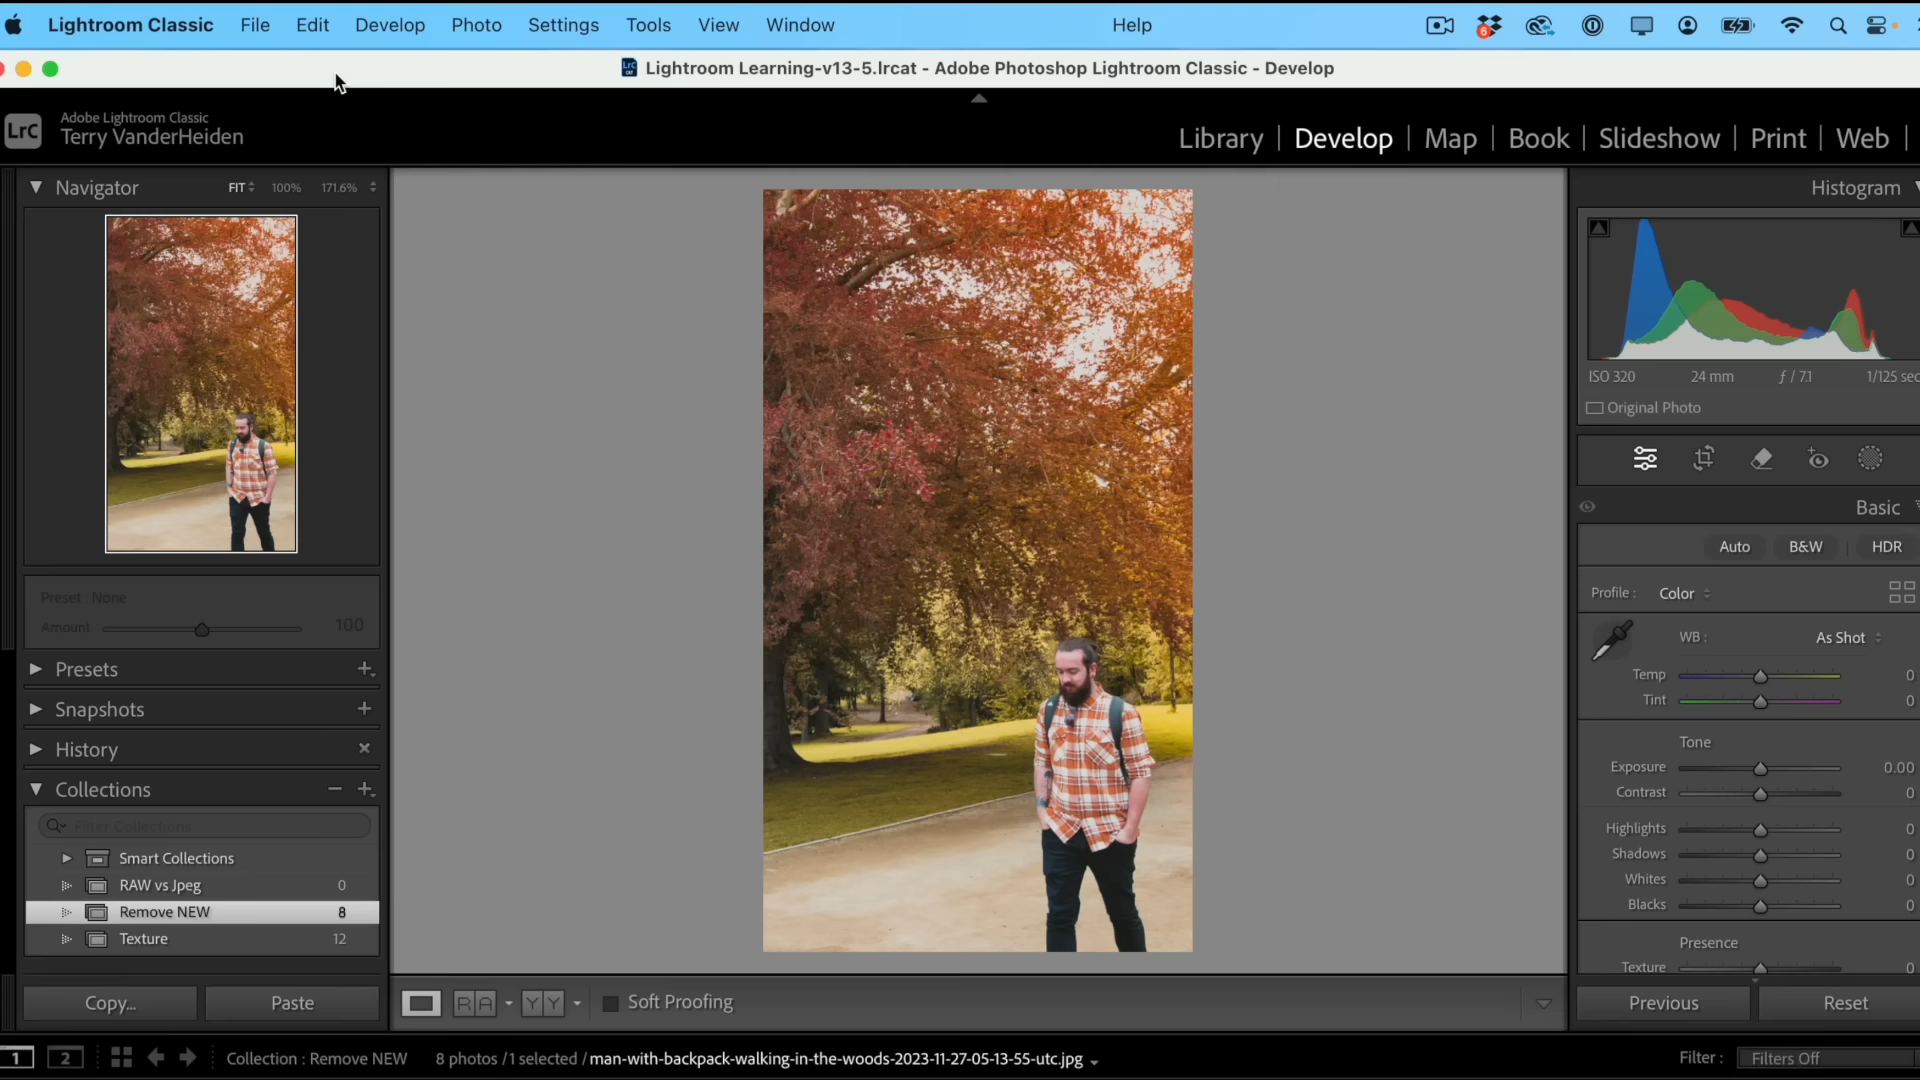 Lightroom Classic File Edit Develop Photo Settings Tools View Window Help
6
Lightroom Learning-v13-5.lrcat - Adobe Photoshop Lightroom Classic - Develop
LrC
Adobe Lightroom Classic
Terry VanderHeiden
Library | Develop | Map | Book | Slideshow | Print | Web |
Navigator FIT 100% 171.6%
Preset : None
Amount 100
Presets
Snapshots
History
Collections
Filter Collections
Smart Collections
RAW vs Jpeg 0
Remove NEW 8
Texture 12
Copy... Paste
R A Y Y Soft Proofing
Histogram
ISO 320 24 mm ƒ / 7.1 1/125 sec
Original Photo
Basic
Auto B&W HDR
Profile : Color
WB : As Shot
Temp 0
Tint 0
Tone
Exposure 0.00
Contrast 0
Highlights 0
Shadows 0
Whites 0
Blacks 0
Presence
Texture 0
Previous Reset
1 2 Collection : Remove NEW 8 photos / 1 selected / man-with-backpack-walking-in-the-woods-2023-11-27-05-13-55-utc.jpg
Filter : Filters Off